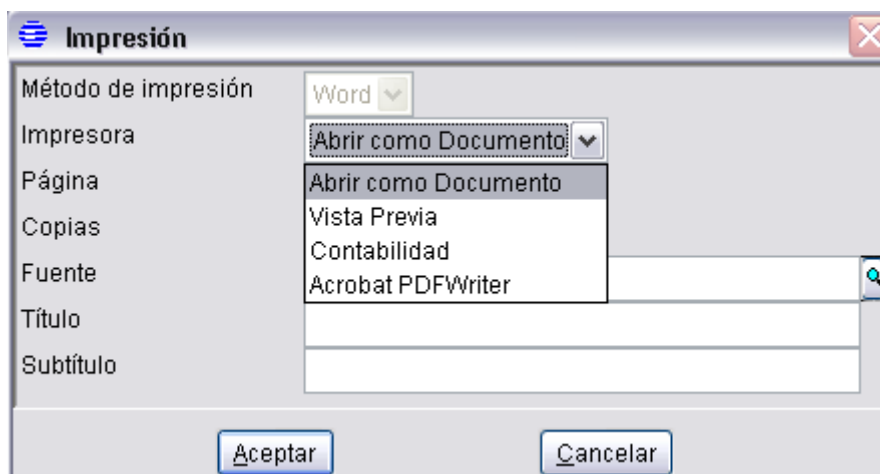 Impresión
Método de impresión Word
Impresora Abrir como Documento
Página Abrir como Documento
Vista Previa
Copias
Contabilidad
Fuente Acrobat PDFWriter
Título
Subtítulo
Aceptar Cancelar